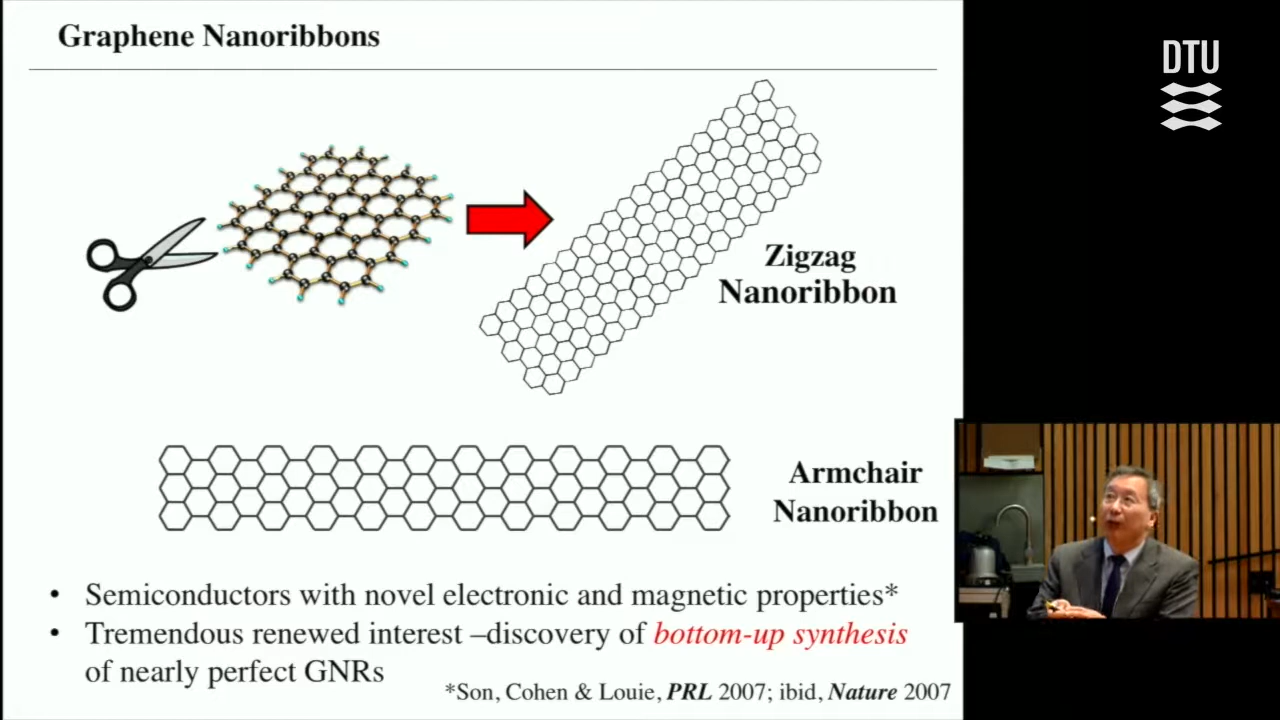 Graphene Nanoribbons
DTU
Zigzag
Nanoribbon
Armchair
Nanoribbon
• Semiconductors with novel electronic and magnetic properties*
• Tremendous renewed interest –discovery of bottom-up synthesis
of nearly perfect GNRs
*Son, Cohen & Louie, PRL 2007; ibid, Nature 2007